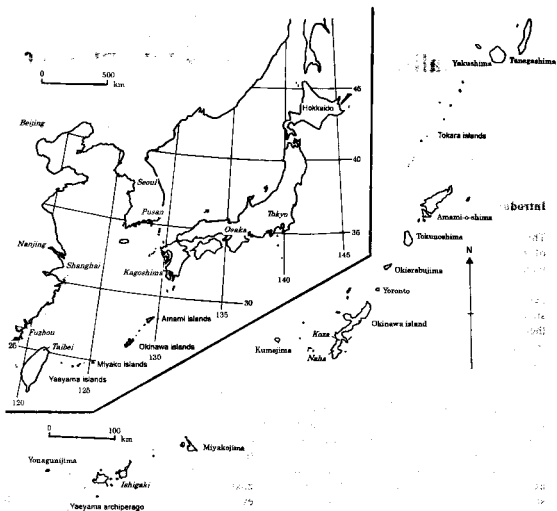 Yakushima
Tanagashima
0 500
km
45
Hokkaido
Beijing
Tokara islands
40
Seoul
Pusan
Tokyo
Osaka
Amami-o-shima
35
Nanjing
Tokunoshima
145
N
Shanghai
140
Kagoshima
Okierabujima
30
Yoronto
135
Amami islands
Okinawa island
Fuzhou
130
Koza
25
Taibei
Okinawa islands
Kumejima
Naha
Miyako islands
Yaeyama islands
125
120
0 100
km
Miyakojima
Yonagunijima
Ishigaki
Yaeyama archiperago